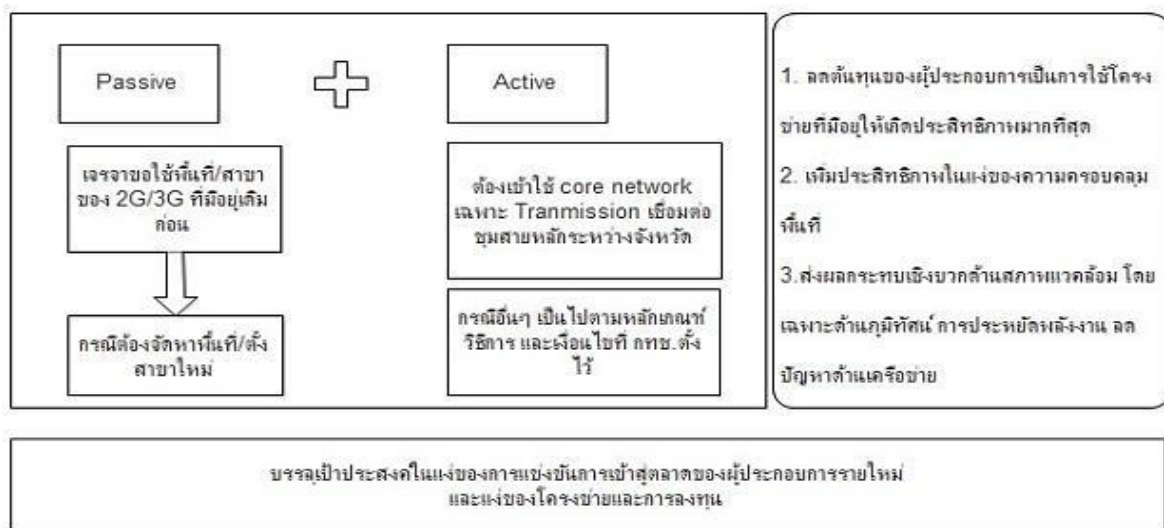 Passive
Active
เจรจาขอใช้พื้นที่/สาขา
ของ 2G/3G ที่มีอยู่เดิม
ก่อน
กรณีต้องจัดหาพื้นที่/ตั้ง
สาขาใหม่
ต้องเข้าใช้ core network
เฉพาะ Tranmission เชื่อมต่อ
ชุมสายหลักระหว่างจังหวัด
กรณีอื่นๆ เป็นไปตามหลักเกณฑ์
วิธีการ และเงื่อนไขที่ กทช.ตั้ง
ไว้
1. ลดต้นทุนของผู้ประกอบการเป็นการใช้โครง
ข่ายที่มีอยู่ให้เกิดประสิทธิภาพมากที่สุด
2. เพิ่มประสิทธิภาพในแง่ของความครอบคลุม
พื้นที่
3.ส่งผลกระทบเชิงบวกด้านสภาพแวดล้อม โดย
เฉพาะด้านภูมิทัศน์ การประหยัดพลังงาน ลด
ปัญหาด้านเครือข่าย
บรรลุเป้าประสงค์ในแง่ของการแข่งขันการเข้าสู่ตลาดของผู้ประกอบการรายใหม่
และแง่ของโครงข่ายและการลงทุน